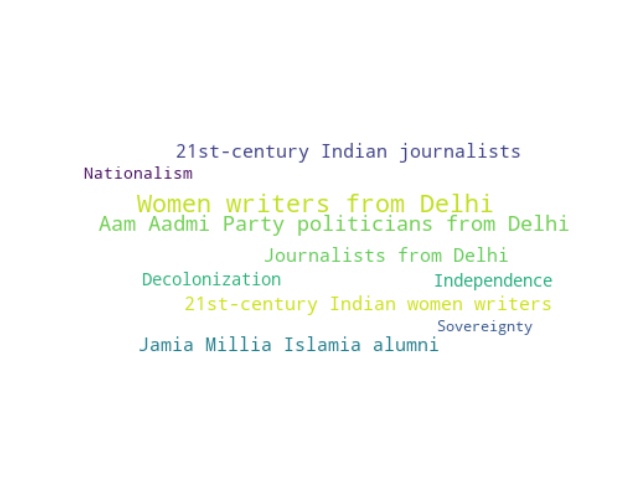 21st-century Indian journalists
Nationalism
Women writers from Delhi
Aam Aadmi Party politicians from Delhi
Journalists from Delhi
Decolonization
Independence
21st-century Indian women writers
Sovereignty
Jamia Millia Islamia alumni